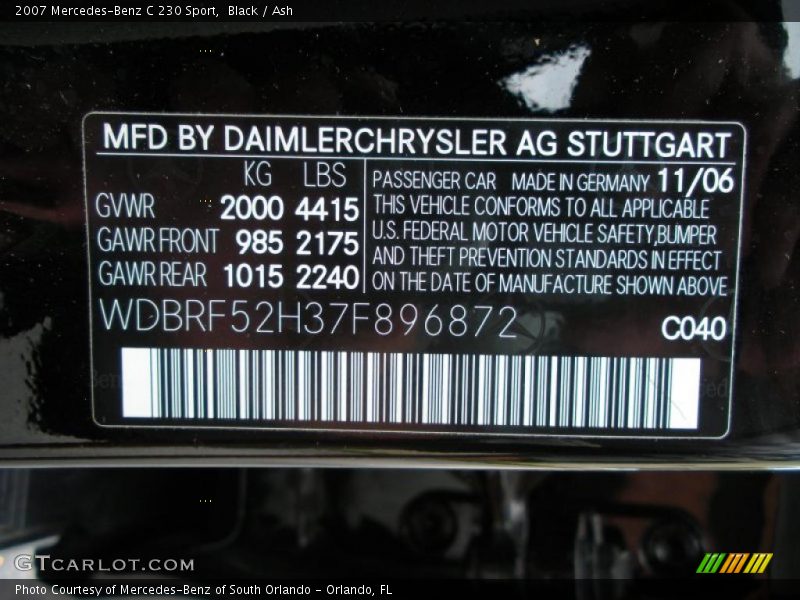 2007 Mercedes-Benz C 230 Sport, Black / Ash
MFD BY DAIMLERCHRYSLER AG STUTTGART
KG LBS
GVWR 2000 4415
GAWR FRONT 985 2175
GAWR REAR 1015 2240
PASSENGER CAR MADE IN GERMANY 11/06
THIS VEHICLE CONFORMS TO ALL APPLICABLE
U.S. FEDERAL MOTOR VEHICLE SAFETY,BUMPER
AND THEFT PREVENTION STANDARDS IN EFFECT
ON THE DATE OF MANUFACTURE SHOWN ABOVE
WDBRF52H37F896872
C040
GTCARLOT.COM
Photo Courtesy of Mercedes-Benz of South Orlando - Orlando, FL